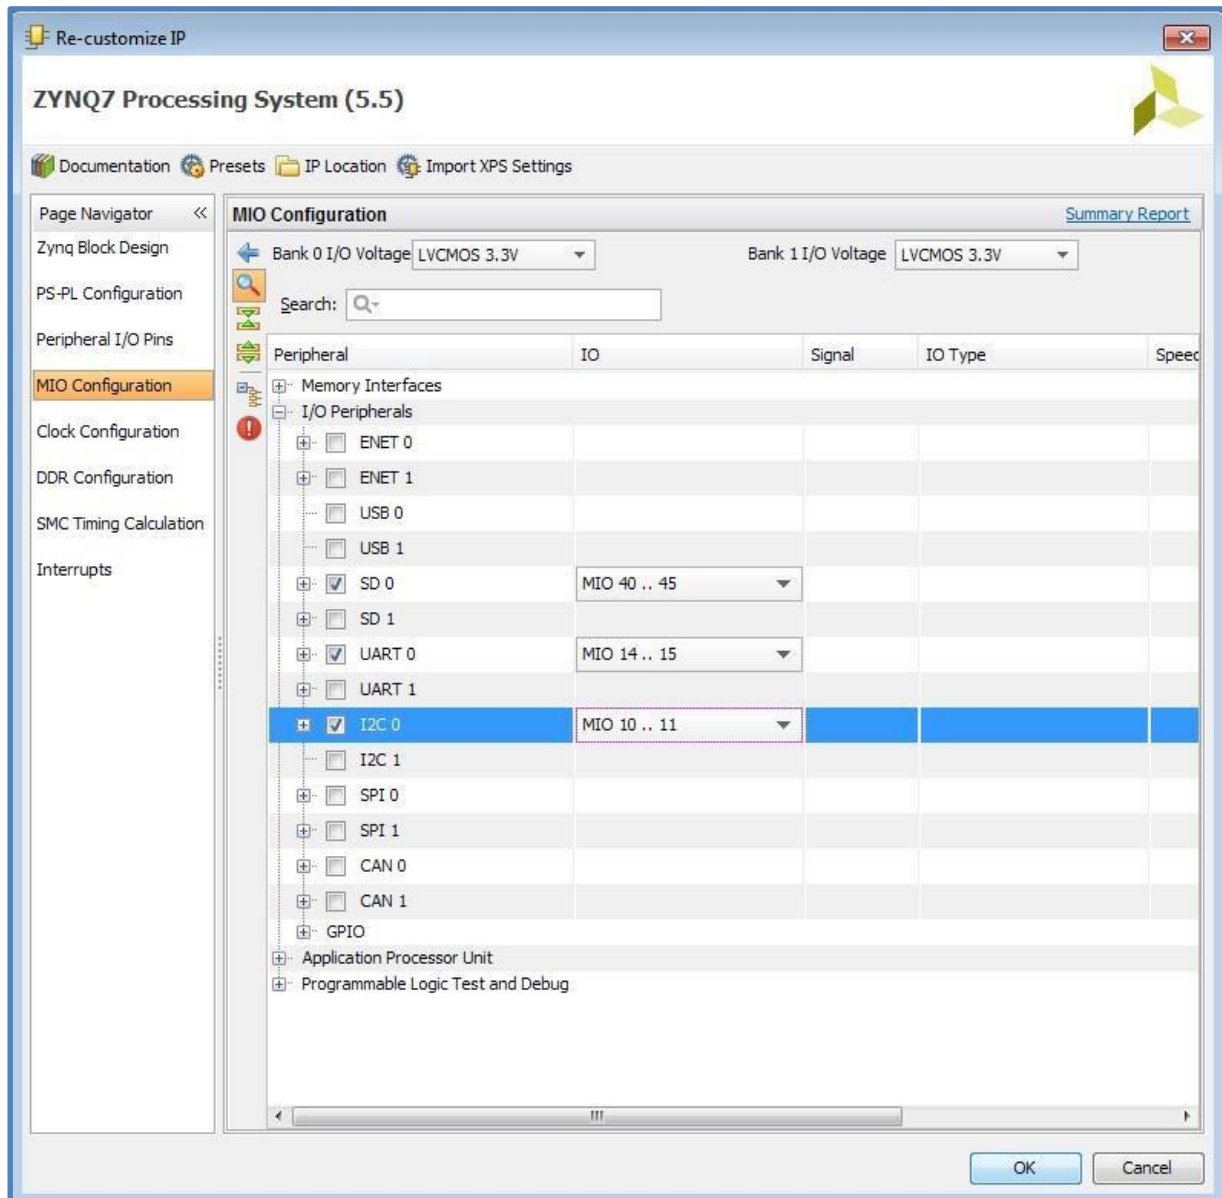 Re-customize IP
ZYNQ7 Processing System (5.5)
Documentation Presets IP Location Import XPS Settings
Page Navigator «
Zynq Block Design
PS-PL Configuration
Peripheral I/O Pins
MIO Configuration
Clock Configuration
DDR Configuration
SMC Timing Calculation
Interrupts
MIO Configuration Summary Report
Bank 0 I/O Voltage LVCMOS 3.3V Bank 1 I/O Voltage LVCMOS 3.3V
Search:
Peripheral IO Signal IO Type Speed
Memory Interfaces
I/O Peripherals
ENET 0
ENET 1
USB 0
USB 1
SD 0 MIO 40 .. 45
SD 1
UART 0 MIO 14 .. 15
UART 1
I2C 0 MIO 10 .. 11
I2C 1
SPI 0
SPI 1
CAN 0
CAN 1
GPIO
Application Processor Unit
Programmable Logic Test and Debug
OK Cancel